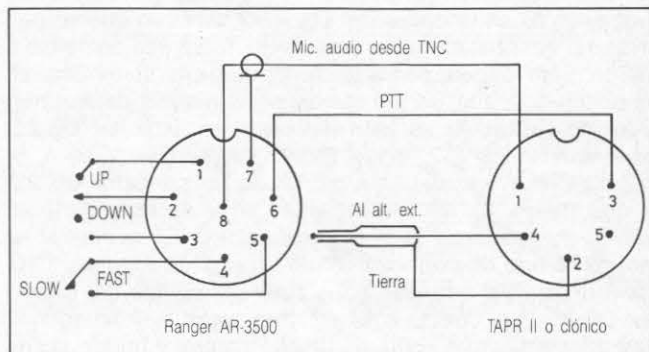 Mic. audio desde TNC
PTT
UP
DOWN
SLOW
FAST
1
2
3
4
5
6
7
8
Al alt. ext.
Tierra
1
2
3
4
5
Ranger AR-3500
TAPR II o clónico